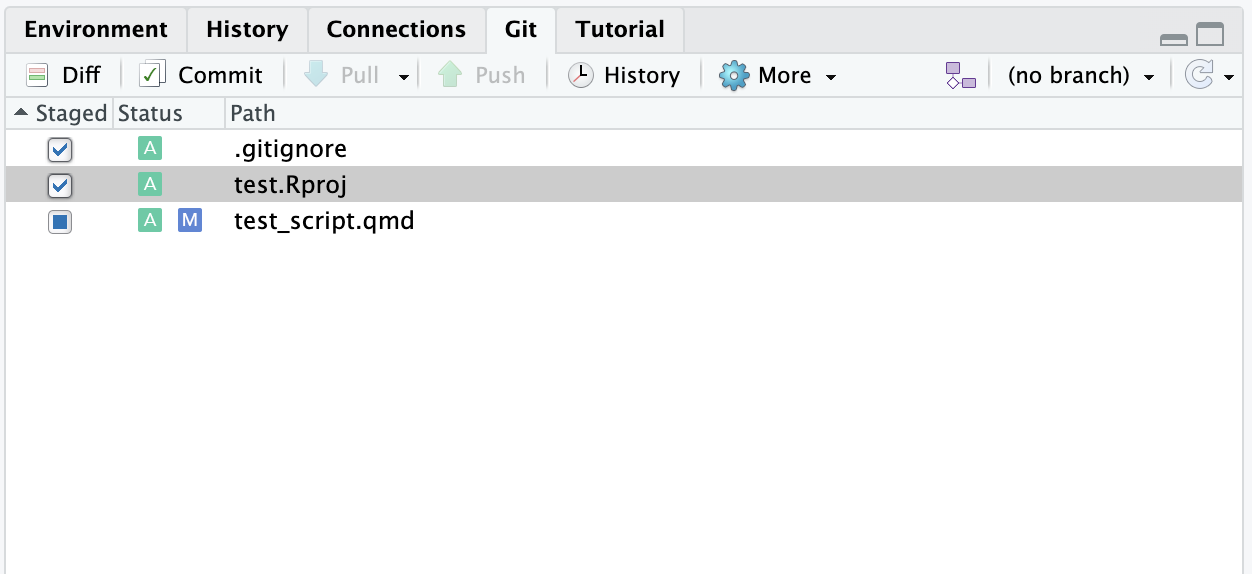 Environment History Connections Git Tutorial
Diff Commit Pull Push History More (no branch)
Staged Status Path
A .gitignore
A test.Rproj
A M test_script.qmd